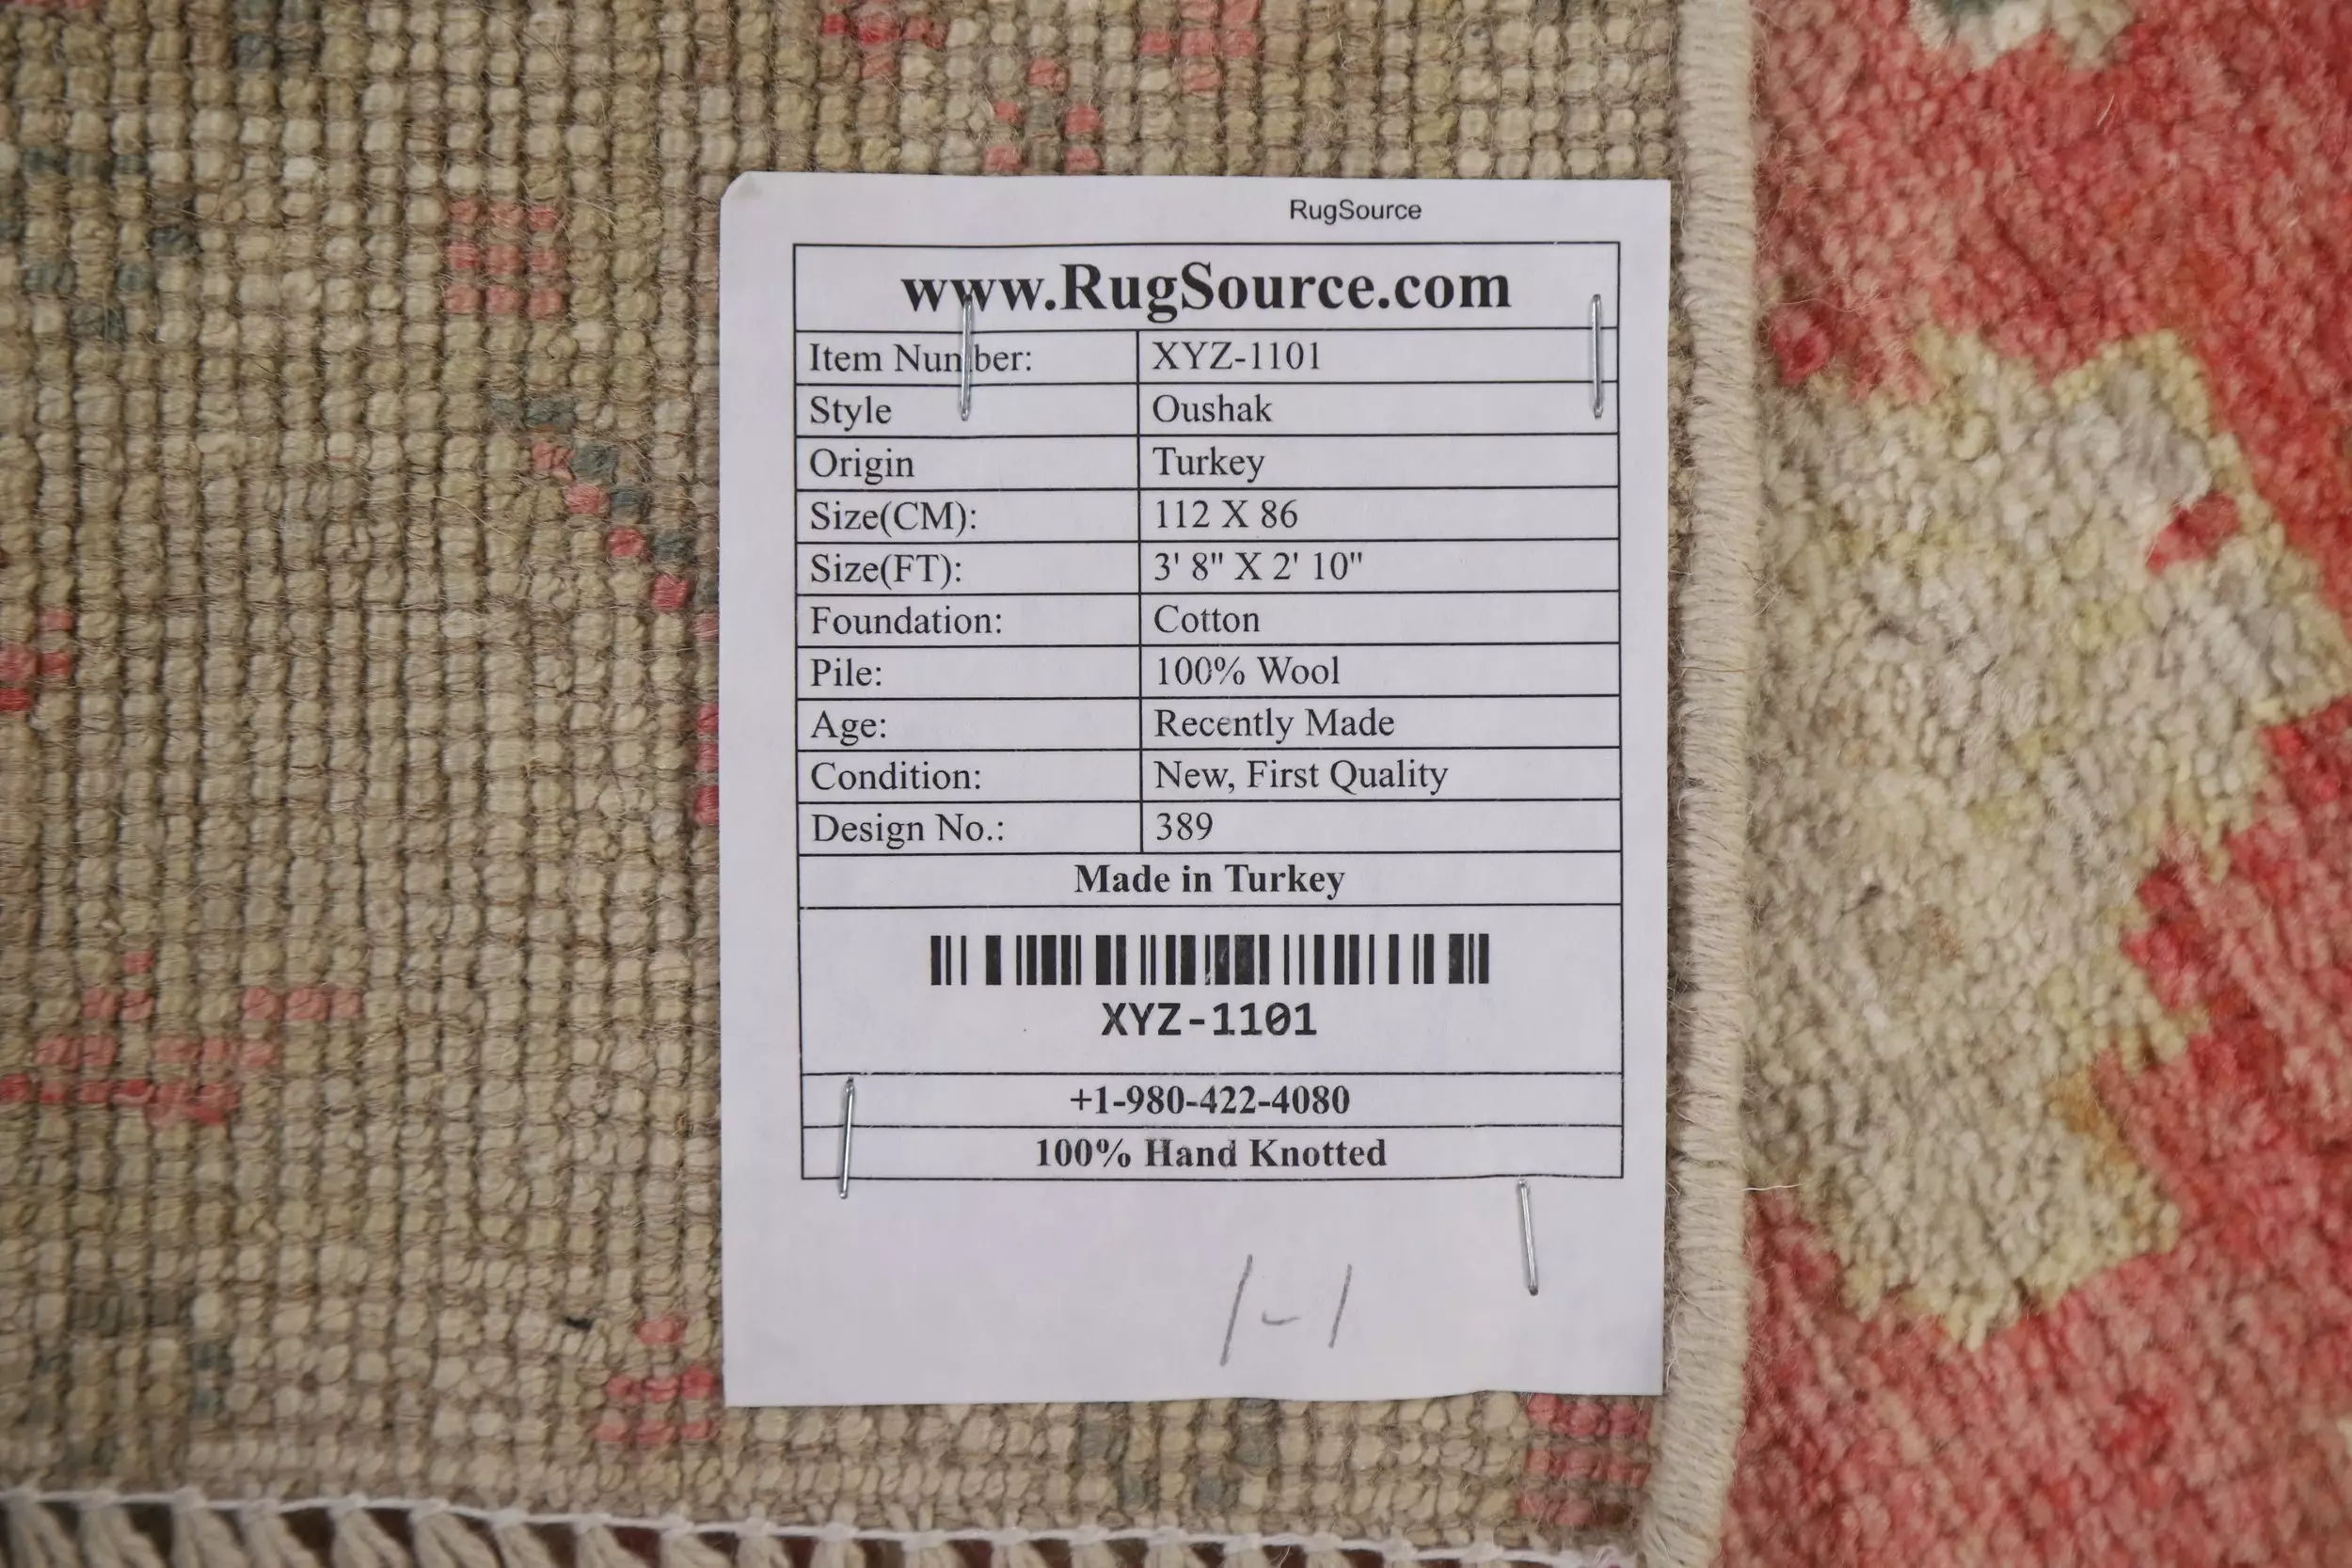 RugSource
www.RugSource.com
Item Number: XYZ-1101
Style Oushak
Origin Turkey
Size(CM): 112 X 86
Size(FT): 3' 8" X 2' 10"
Foundation: Cotton
Pile: 100% Wool
Age: Recently Made
Condition: New, First Quality
Design No.: 389
Made in Turkey
XYZ-1101
+1-980-422-4080
100% Hand Knotted
1-1